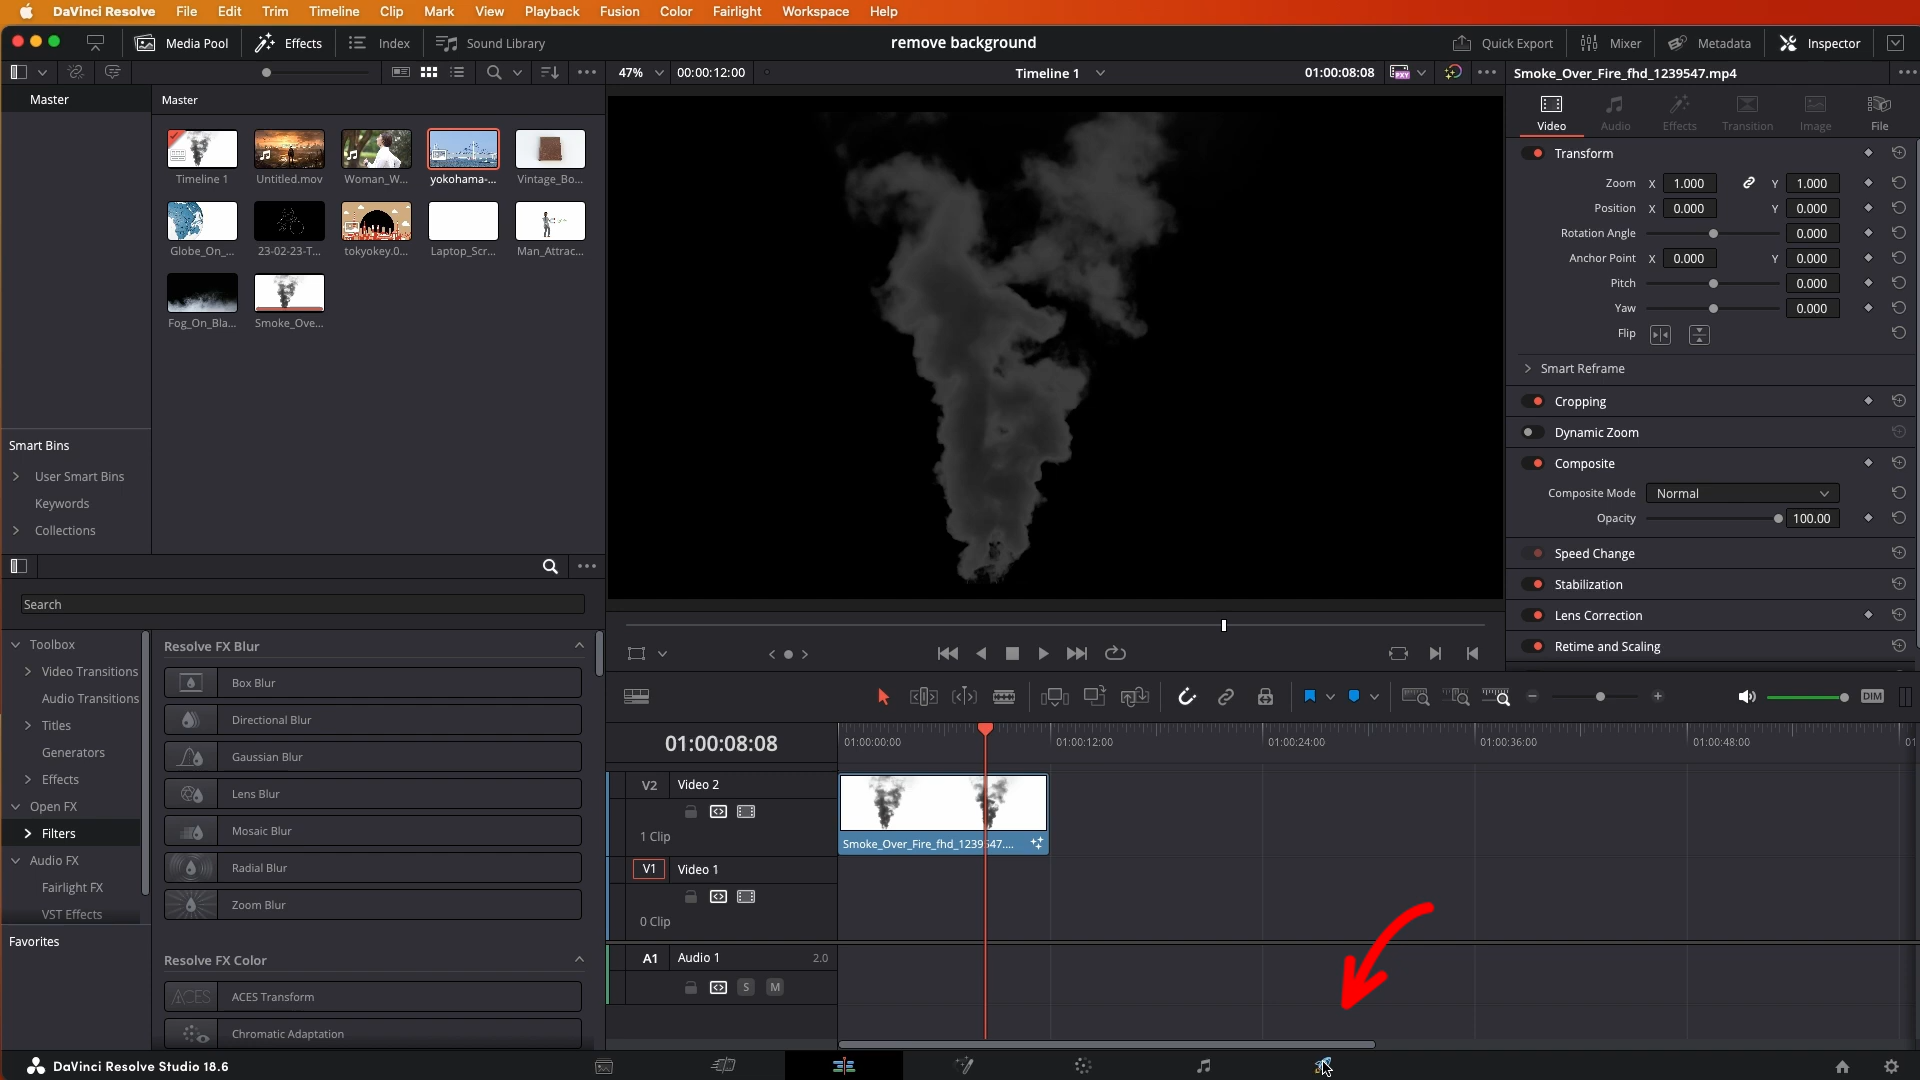 DaVinci Resolve File Edit Trim Timeline Clip Mark View Playback Fusion Color Fairlight Workspace Help
Media Pool Effects Index Sound Library remove background Quick Export Mixer Metadata Inspector
47% 00:00:12:00 Timeline 1 01:00:08:08 PXY Smoke_Over_Fire_fhd_1239547.mp4
Master
Master
Timeline 1 Untitled.mov Woman_W... yokohama-... Vintage_Bo...
Globe_On_... 23-02-23-T... tokyokey.0... Laptop_Scr... Man_Attrac...
Fog_On_Bla... Smoke_Ove...
Smart Bins
User Smart Bins
Keywords
Collections
Search
Toolbox
Video Transitions
Audio Transitions
Titles
Generators
Effects
Open FX
Filters
Audio FX
Fairlight FX
VST Effects
Favorites
Resolve FX Blur
Box Blur
Directional Blur
Gaussian Blur
Lens Blur
Mosaic Blur
Radial Blur
Zoom Blur
Resolve FX Color
ACES ACES Transform
Chromatic Adaptation
Video Audio Effects Transition Image File
Transform
Zoom X 1.000 Y 1.000
Position X 0.000 Y 0.000
Rotation Angle 0.000
Anchor Point X 0.000 Y 0.000
Pitch 0.000
Yaw 0.000
Flip
Smart Reframe
Cropping
Dynamic Zoom
Composite
Composite Mode Normal
Opacity 100.00
Speed Change
Stabilization
Lens Correction
Retime and Scaling
DIM
01:00:08:08 01:00:00:00 01:00:12:00 01:00:24:00 01:00:36:00 01:00:48:00 01
V2 Video 2
1 Clip
Smoke_Over_Fire_fhd_1239547....
V1 Video 1
0 Clip
A1 Audio 1 2.0
S M
DaVinci Resolve Studio 18.6